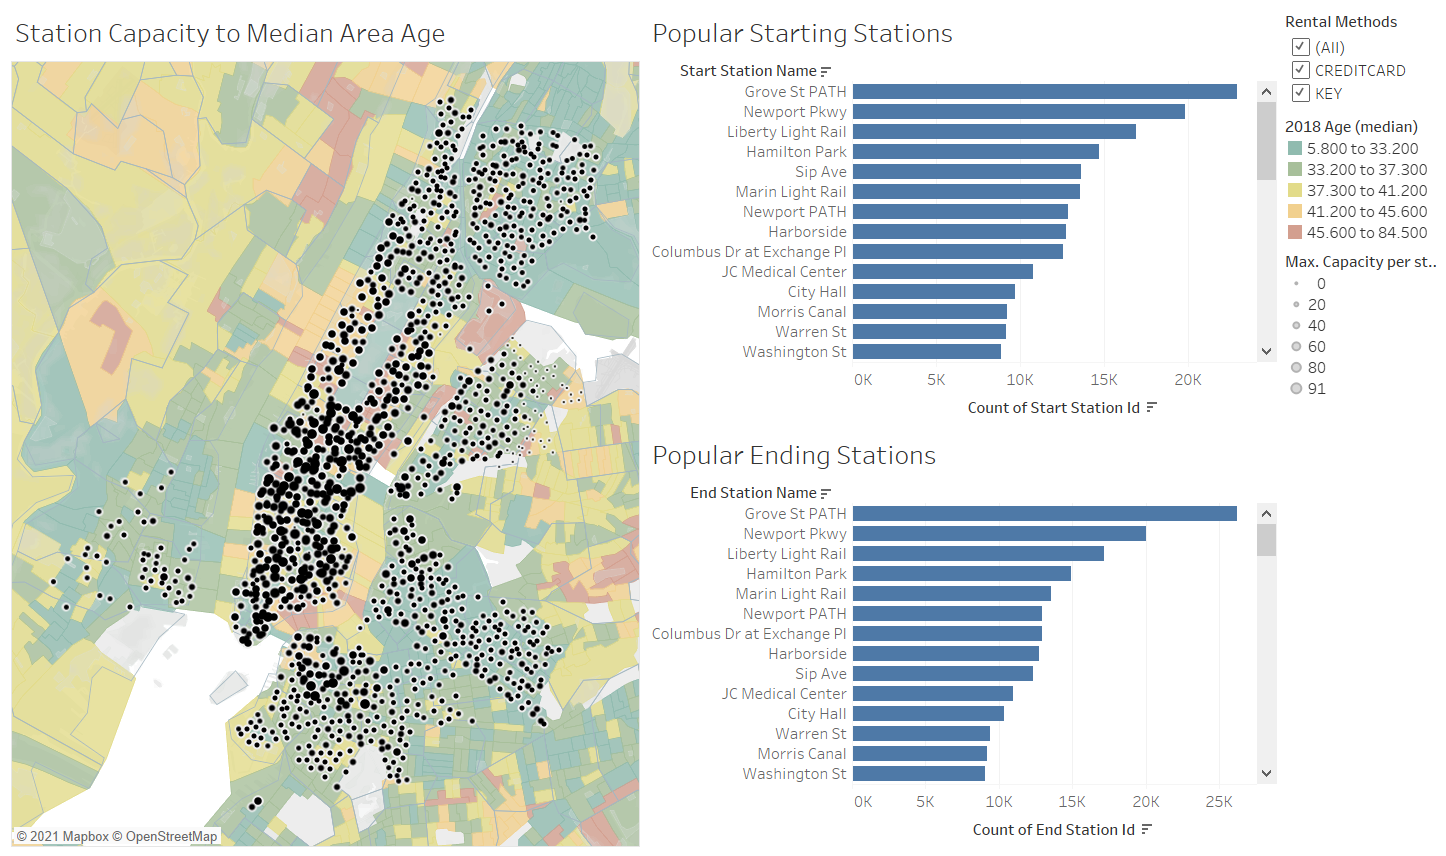 Station Capacity to Median Area Age
© 2021 Mapbox © OpenStreetMap
Popular Starting Stations
Start Station Name
Grove St PATH
Newport Pkwy
Liberty Light Rail
Hamilton Park
Sip Ave
Marin Light Rail
Newport PATH
Harborside
Columbus Dr at Exchange Pl
JC Medical Center
City Hall
Morris Canal
Warren St
Washington St
0K 5K 10K 15K 20K
Count of Start Station Id
Popular Ending Stations
End Station Name
Grove St PATH
Newport Pkwy
Liberty Light Rail
Hamilton Park
Marin Light Rail
Newport PATH
Columbus Dr at Exchange Pl
Harborside
Sip Ave
JC Medical Center
City Hall
Warren St
Morris Canal
Washington St
0K 5K 10K 15K 20K 25K
Count of End Station Id
Rental Methods
(All)
CREDITCARD
KEY
2018 Age (median)
5.800 to 33.200
33.200 to 37.300
37.300 to 41.200
41.200 to 45.600
45.600 to 84.500
Max. Capacity per st..
0
20
40
60
80
91